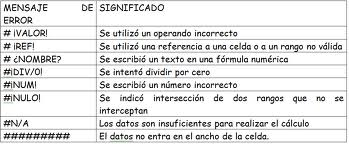 MENSAJE DE SIGNIFICADO
ERROR
# ¡VALOR! Se utilizó un operando incorrecto
# ¡REF! Se utilizó una referencia a una celda o a un rango no válida
# ¿NOMBRE? Se escribió un texto en una fórmula numérica
#¡DIV/0! Se intentó dividir por cero
#¡NUM! Se escribió un número incorrecto
#¡NULO! Se indicó intersección de dos rangos que no se
interceptan
#N/A Los datos son insuficientes para realizar el cálculo
######### El datos no entra en el ancho de la celda.